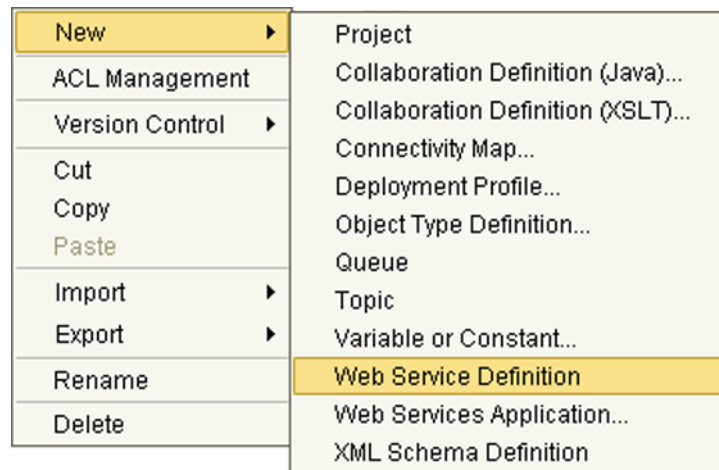 New
ACL Management
Version Control
Cut
Copy
Paste
Import
Export
Rename
Delete
Project
Collaboration Definition (Java)...
Collaboration Definition (XSLT)...
Connectivity Map...
Deployment Profile...
Object Type Definition...
Queue
Topic
Variable or Constant...
Web Service Definition
Web Services Application...
XML Schema Definition